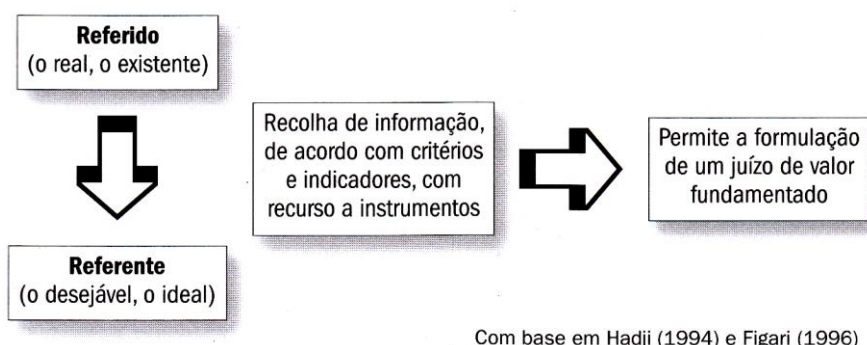 Referido
(o real, o existente)
Recolha de informação,
de acordo com critérios
e indicadores, com
recurso a instrumentos
Permite a formulação
de um juízo de valor
fundamentado
Referente
(o desejável, o ideal)
Com base em Hadji (1994) e Figari (1996)